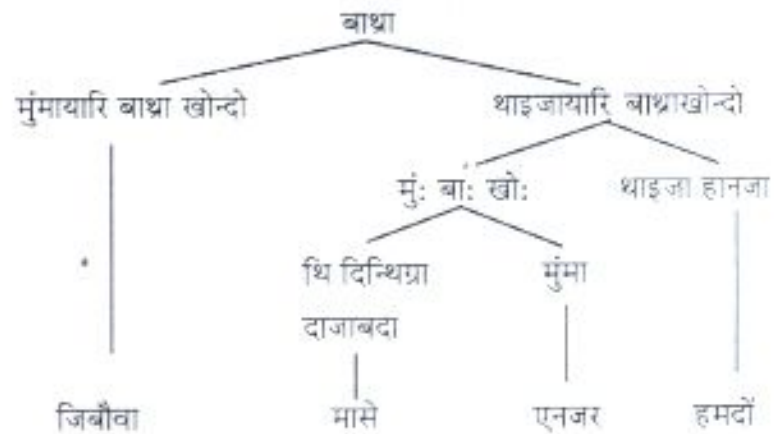 बाथ्रा
मुंमायारि बाथ्रा खोन्दो थाइजायारि बाथ्राखोन्दो
मुं: बा: खो: थाइजा हानजा
थि दिन्थिग्रा मुंमा
दाजाबदा
जिबौवा मासे एनजर हमदों